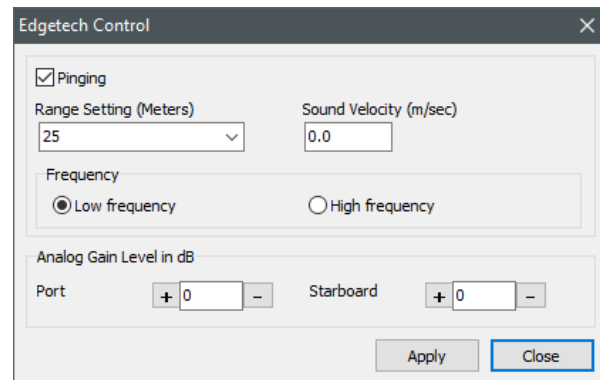 Edgetech Control
Pinging
Range Setting (Meters) Sound Velocity (m/sec)
25 0.0
Frequency
Low frequency High frequency
Analog Gain Level in dB
Port + 0 - Starboard + 0 -
Apply Close